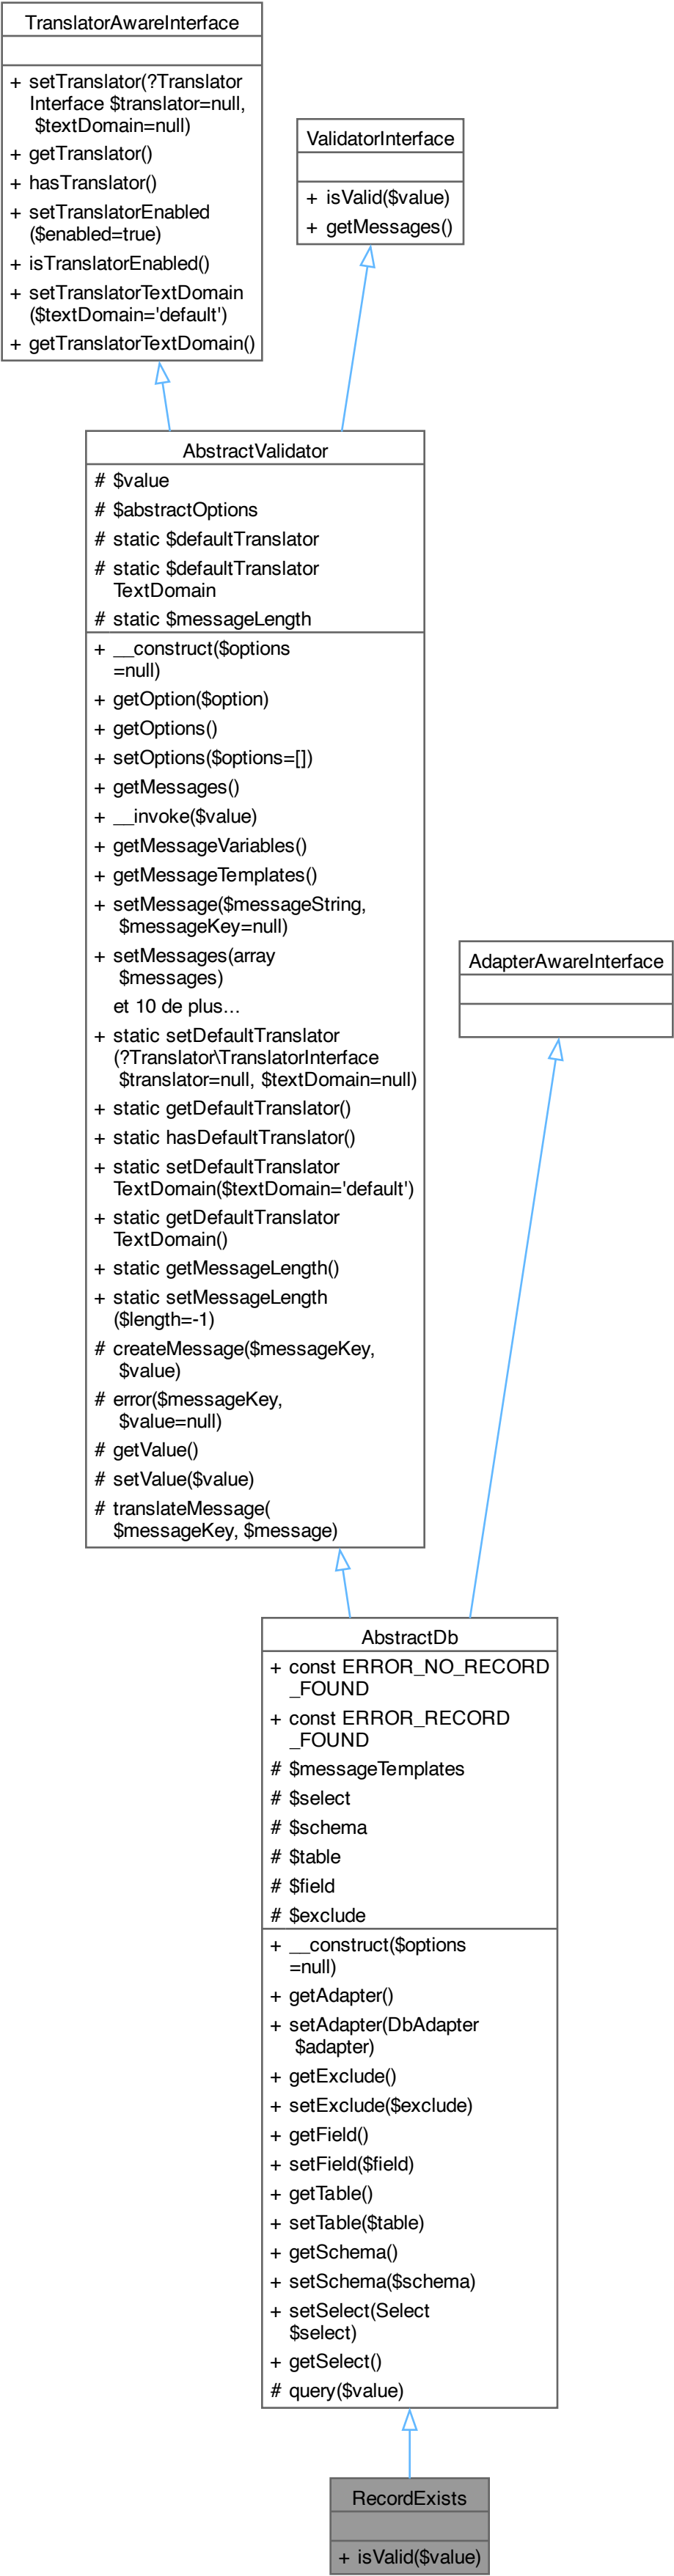 TranslatorAwareInterface
+ setTranslator(?Translator
Interface $translator=null,
$textDomain=null)
+ getTranslator()
+ hasTranslator()
+ setTranslatorEnabled
($enabled=true)
+ isTranslatorEnabled()
+ setTranslatorTextDomain
($textDomain='default')
+ getTranslatorTextDomain()
ValidatorInterface
+ isValid($value)
+ getMessages()
AbstractValidator
# $value
# $abstractOptions
# static $defaultTranslator
# static $defaultTranslator
TextDomain
# static $messageLength
+ __construct($options
=null)
+ getOption($option)
+ getOptions()
+ setOptions($options=[])
+ getMessages()
+ __invoke($value)
+ getMessageVariables()
+ getMessageTemplates()
+ setMessage($messageString,
$messageKey=null)
+ setMessages(array
$messages)
et 10 de plus...
+ static setDefaultTranslator
(?Translator\TranslatorInterface
$translator=null, $textDomain=null)
+ static getDefaultTranslator()
+ static hasDefaultTranslator()
+ static setDefaultTranslator
TextDomain($textDomain='default')
+ static getDefaultTranslator
TextDomain()
+ static getMessageLength()
+ static setMessageLength
($length=-1)
# createMessage($messageKey,
$value)
# error($messageKey,
$value=null)
# getValue()
# setValue($value)
# translateMessage(
$messageKey, $message)
AdapterAwareInterface
AbstractDb
+ const ERROR_NO_RECORD
_FOUND
+ const ERROR_RECORD
_FOUND
# $messageTemplates
# $select
# $schema
# $table
# $field
# $exclude
+ __construct($options
=null)
+ getAdapter()
+ setAdapter(DbAdapter
$adapter)
+ getExclude()
+ setExclude($exclude)
+ getField()
+ setField($field)
+ getTable()
+ setTable($table)
+ getSchema()
+ setSchema($schema)
+ setSelect(Select
$select)
+ getSelect()
# query($value)
RecordExists
+ isValid($value)